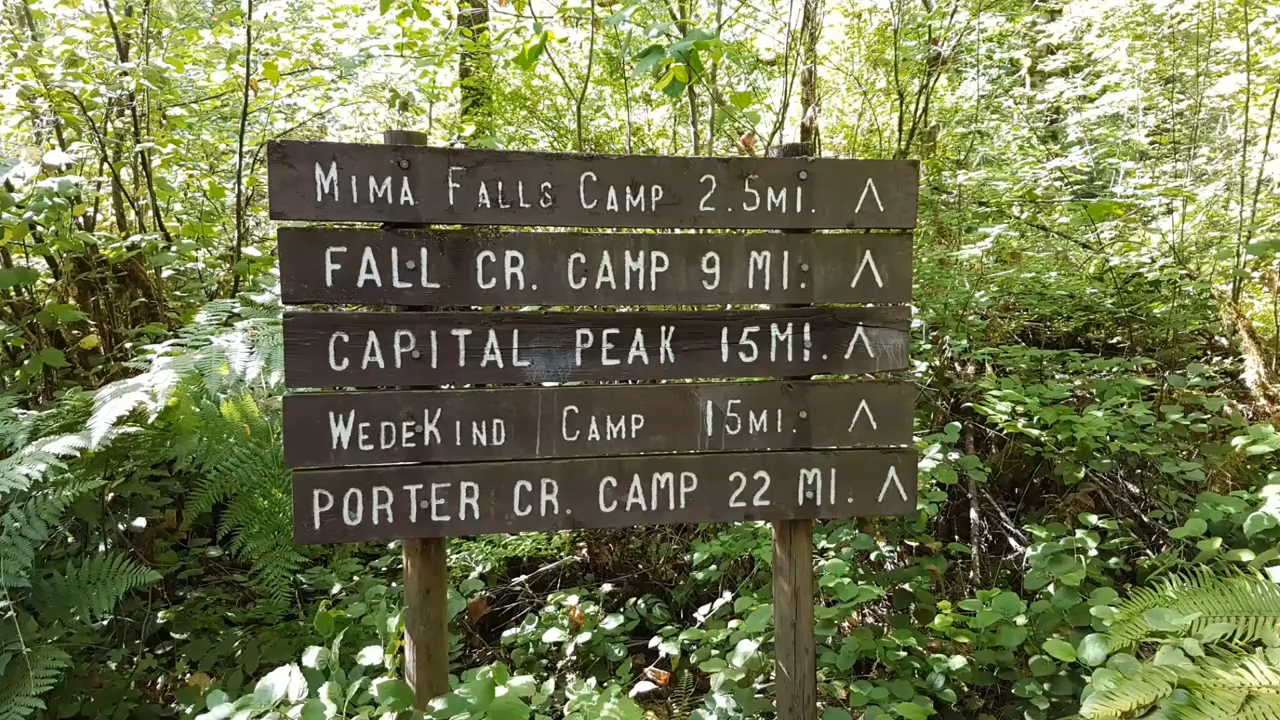 MIMA FALLS CAMP 2.5MI. ^
FALL CR. CAMP 9 MI. ^
CAPITAL PEAK 15MI. ^
WEDEKIND CAMP 15MI. ^
PORTER CR. CAMP 22 MI. ^